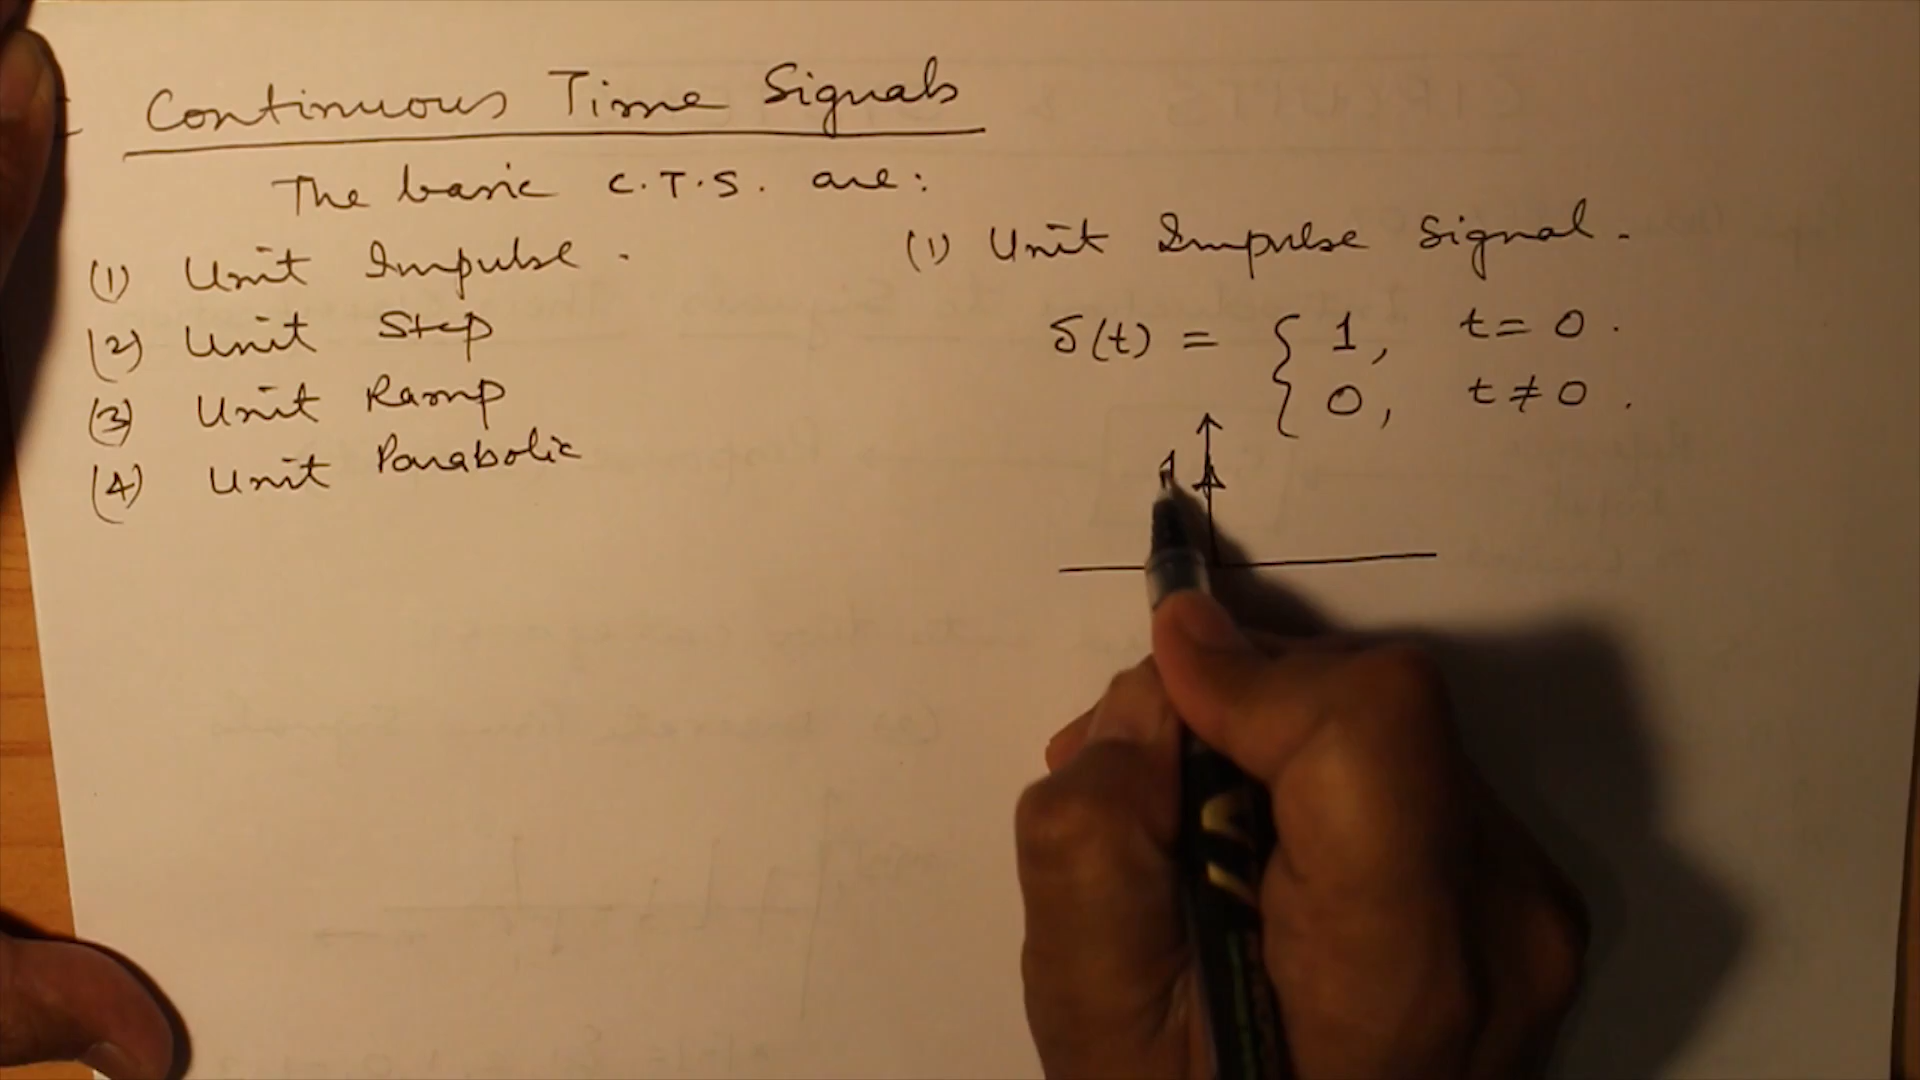 Continuous Time Signals
The basic C.T.S. are:
(1) Unit Impulse.
(2) Unit Step
(3) Unit Ramp
(4) Unit Parabolic
(1) Unit Impulse Signal.
δ(t) = { 1, t = 0.
0, t ≠ 0.
1